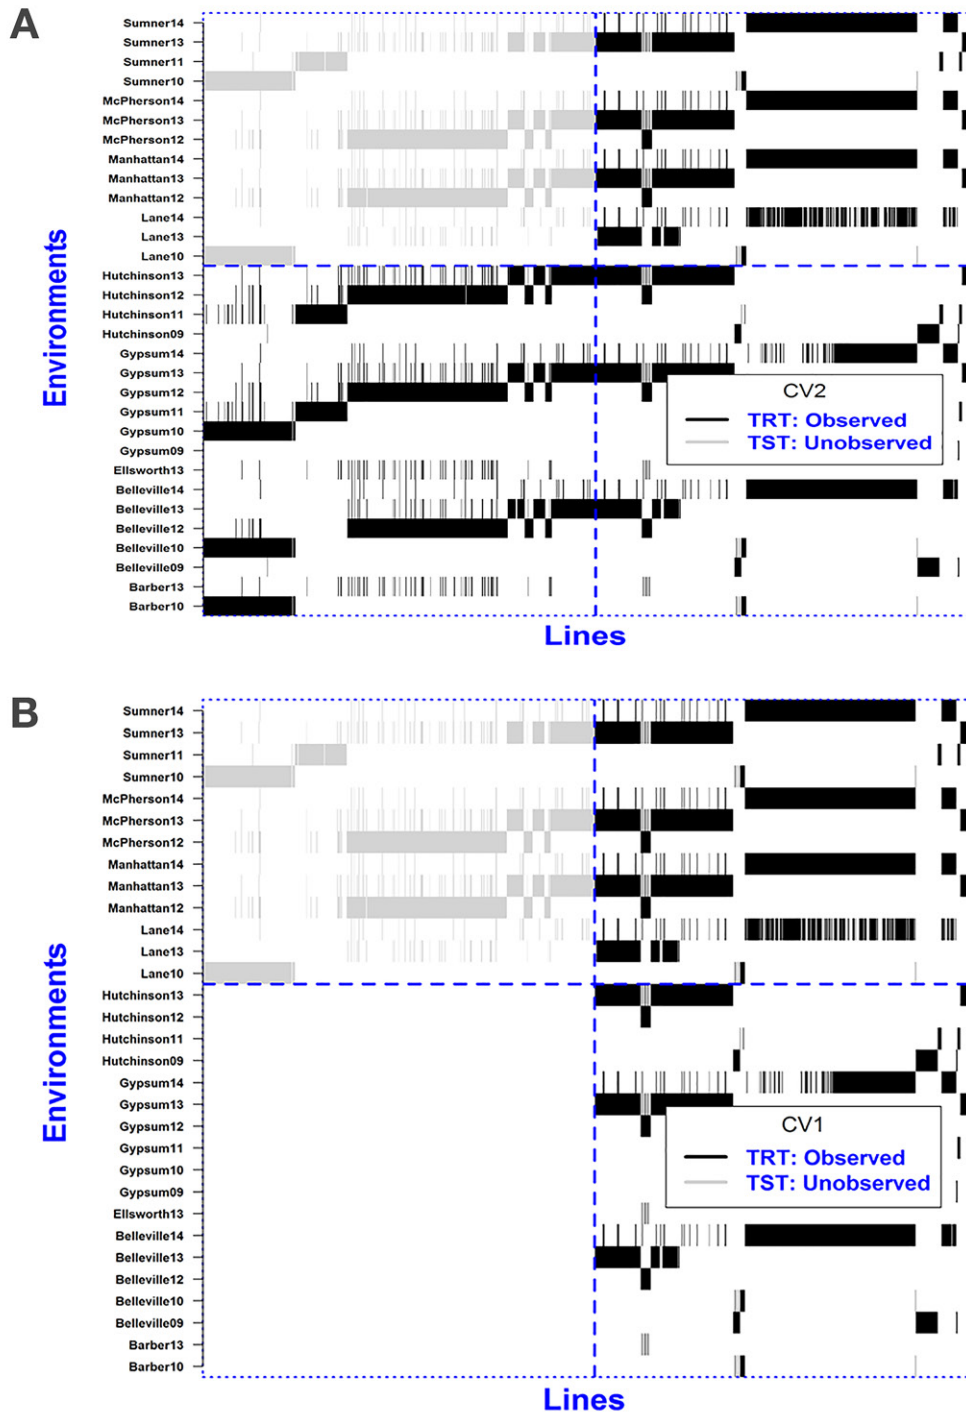 A
Sumner14
Sumner13
Sumner11
Sumner10
McPherson14
McPherson13
McPherson12
Manhattan14
Manhattan13
Manhattan12
Lane14
Lane13
Lane10
Hutchinson13
Hutchinson12
Hutchinson11
Hutchinson09
Gypsum14
Gypsum13
Gypsum12
Gypsum11
Gypsum10
Gypsum09
Ellsworth13
Belleville14
Belleville13
Belleville12
Belleville10
Belleville09
Barber13
Barber10
Environments
CV2
TRT: Observed
TST: Unobserved
Lines
B
Sumner14
Sumner13
Sumner11
Sumner10
McPherson14
McPherson13
McPherson12
Manhattan14
Manhattan13
Manhattan12
Lane14
Lane13
Lane10
Hutchinson13
Hutchinson12
Hutchinson11
Hutchinson09
Gypsum14
Gypsum13
Gypsum12
Gypsum11
Gypsum10
Gypsum09
Ellsworth13
Belleville14
Belleville13
Belleville12
Belleville10
Belleville09
Barber13
Barber10
Environments
CV1
TRT: Observed
TST: Unobserved
Lines